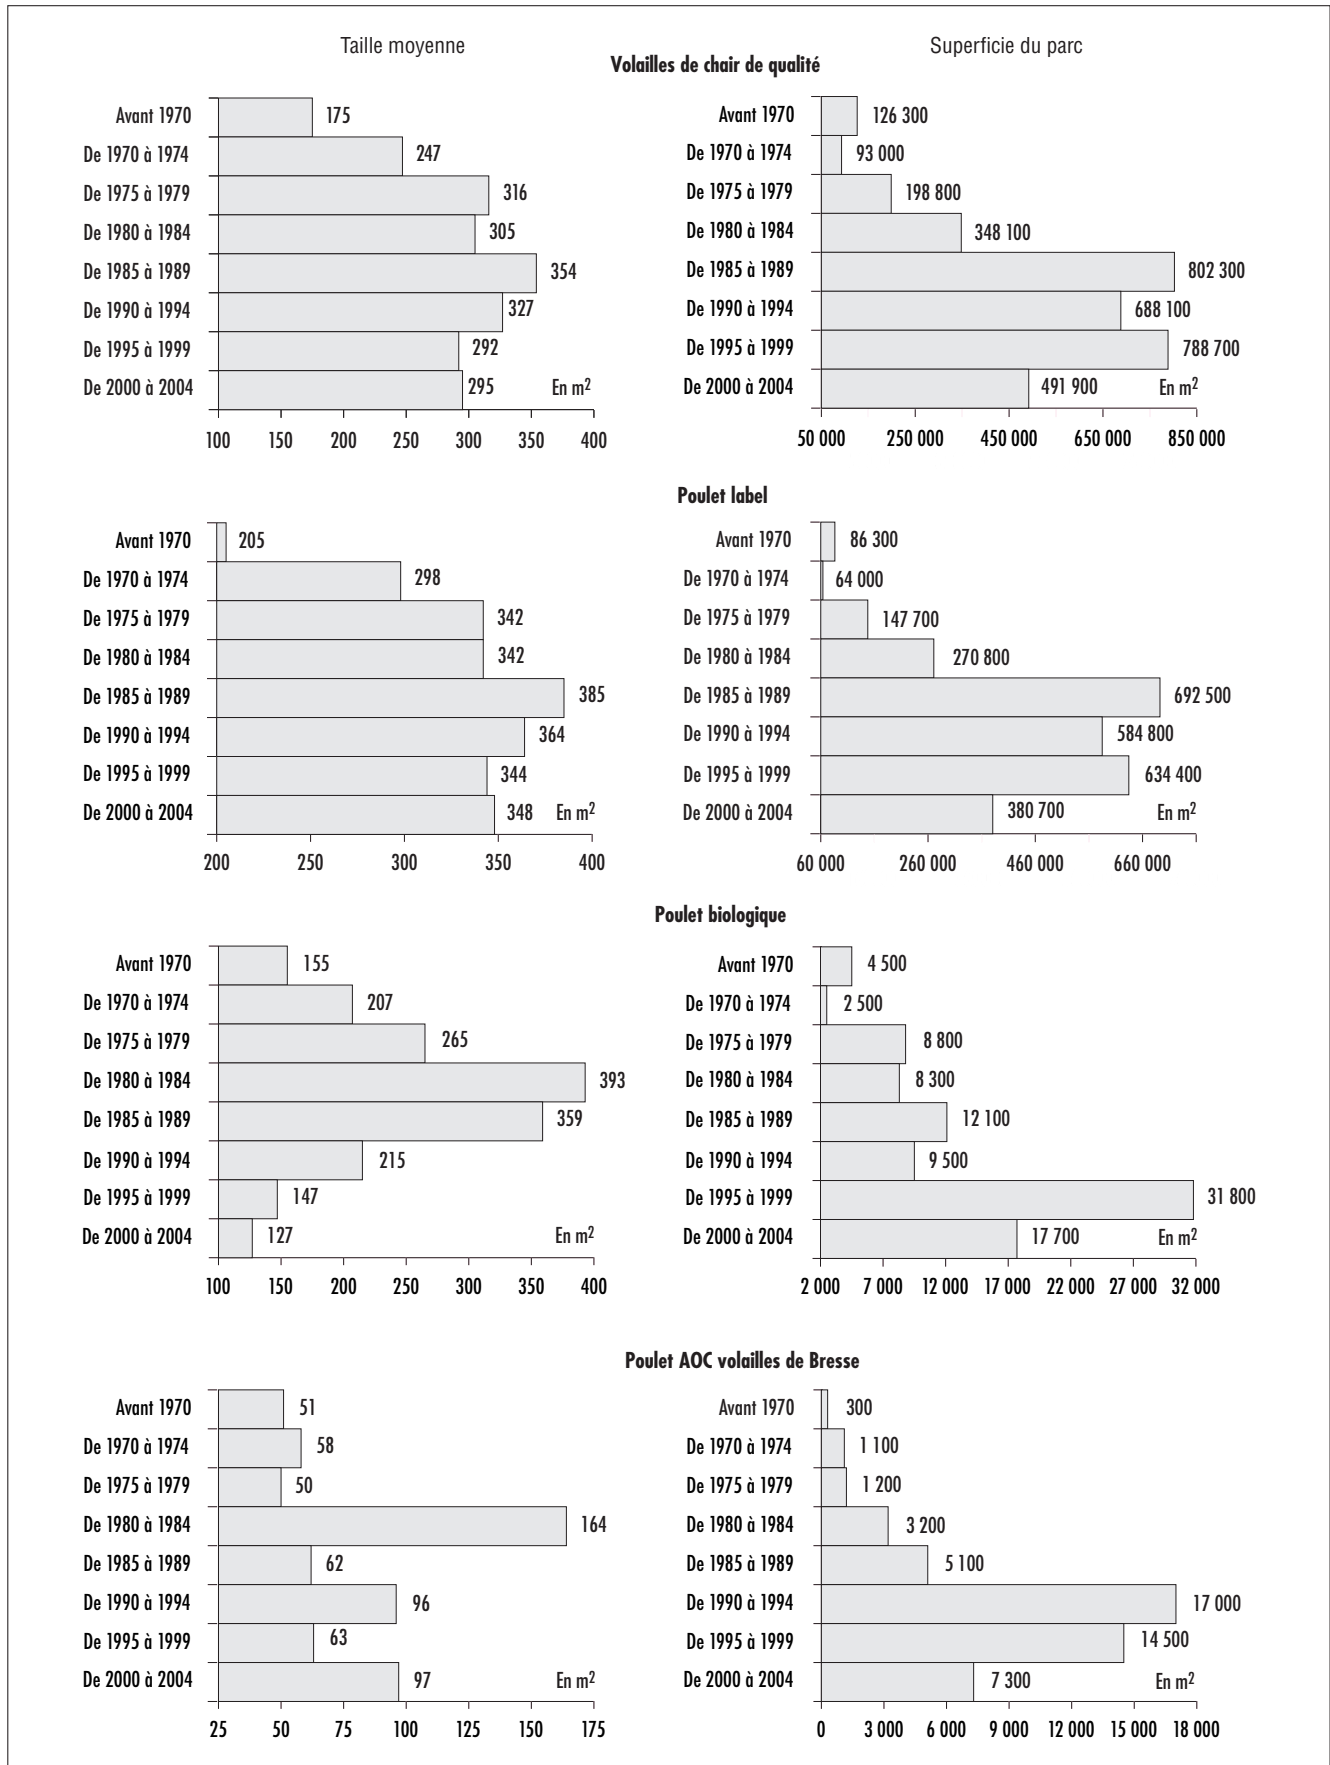 Taille moyenne
Superficie du parc
Volailles de chair de qualité
Avant 1970 175
De 1970 à 1974 247
De 1975 à 1979 316
De 1980 à 1984 305
De 1985 à 1989 354
De 1990 à 1994 327
De 1995 à 1999 292
De 2000 à 2004 295 En m²
100 150 200 250 300 350 400
Avant 1970 126 300
De 1970 à 1974 93 000
De 1975 à 1979 198 800
De 1980 à 1984 348 100
De 1985 à 1989 802 300
De 1990 à 1994 688 100
De 1995 à 1999 788 700
De 2000 à 2004 491 900 En m²
50 000 250 000 450 000 650 000 850 000
Poulet label
Avant 1970 205
De 1970 à 1974 298
De 1975 à 1979 342
De 1980 à 1984 342
De 1985 à 1989 385
De 1990 à 1994 364
De 1995 à 1999 344
De 2000 à 2004 348 En m²
200 250 300 350 400
Avant 1970 86 300
De 1970 à 1974 64 000
De 1975 à 1979 147 700
De 1980 à 1984 270 800
De 1985 à 1989 692 500
De 1990 à 1994 584 800
De 1995 à 1999 634 400
De 2000 à 2004 380 700 En m²
60 000 260 000 460 000 660 000
Poulet biologique
Avant 1970 155
De 1970 à 1974 207
De 1975 à 1979 265
De 1980 à 1984 393
De 1985 à 1989 359
De 1990 à 1994 215
De 1995 à 1999 147
De 2000 à 2004 127 En m²
100 150 200 250 300 350 400
Avant 1970 4 500
De 1970 à 1974 2 500
De 1975 à 1979 8 800
De 1980 à 1984 8 300
De 1985 à 1989 12 100
De 1990 à 1994 9 500
De 1995 à 1999 31 800
De 2000 à 2004 17 700 En m²
2 000 7 000 12 000 17 000 22 000 27 000 32 000
Poulet AOC volailles de Bresse
Avant 1970 51
De 1970 à 1974 58
De 1975 à 1979 50
De 1980 à 1984 164
De 1985 à 1989 62
De 1990 à 1994 96
De 1995 à 1999 63
De 2000 à 2004 97 En m²
25 50 75 100 125 150 175
Avant 1970 300
De 1970 à 1974 1 100
De 1975 à 1979 1 200
De 1980 à 1984 3 200
De 1985 à 1989 5 100
De 1990 à 1994 17 000
De 1995 à 1999 14 500
De 2000 à 2004 7 300 En m²
0 3 000 6 000 9 000 12 000 15 000 18 000